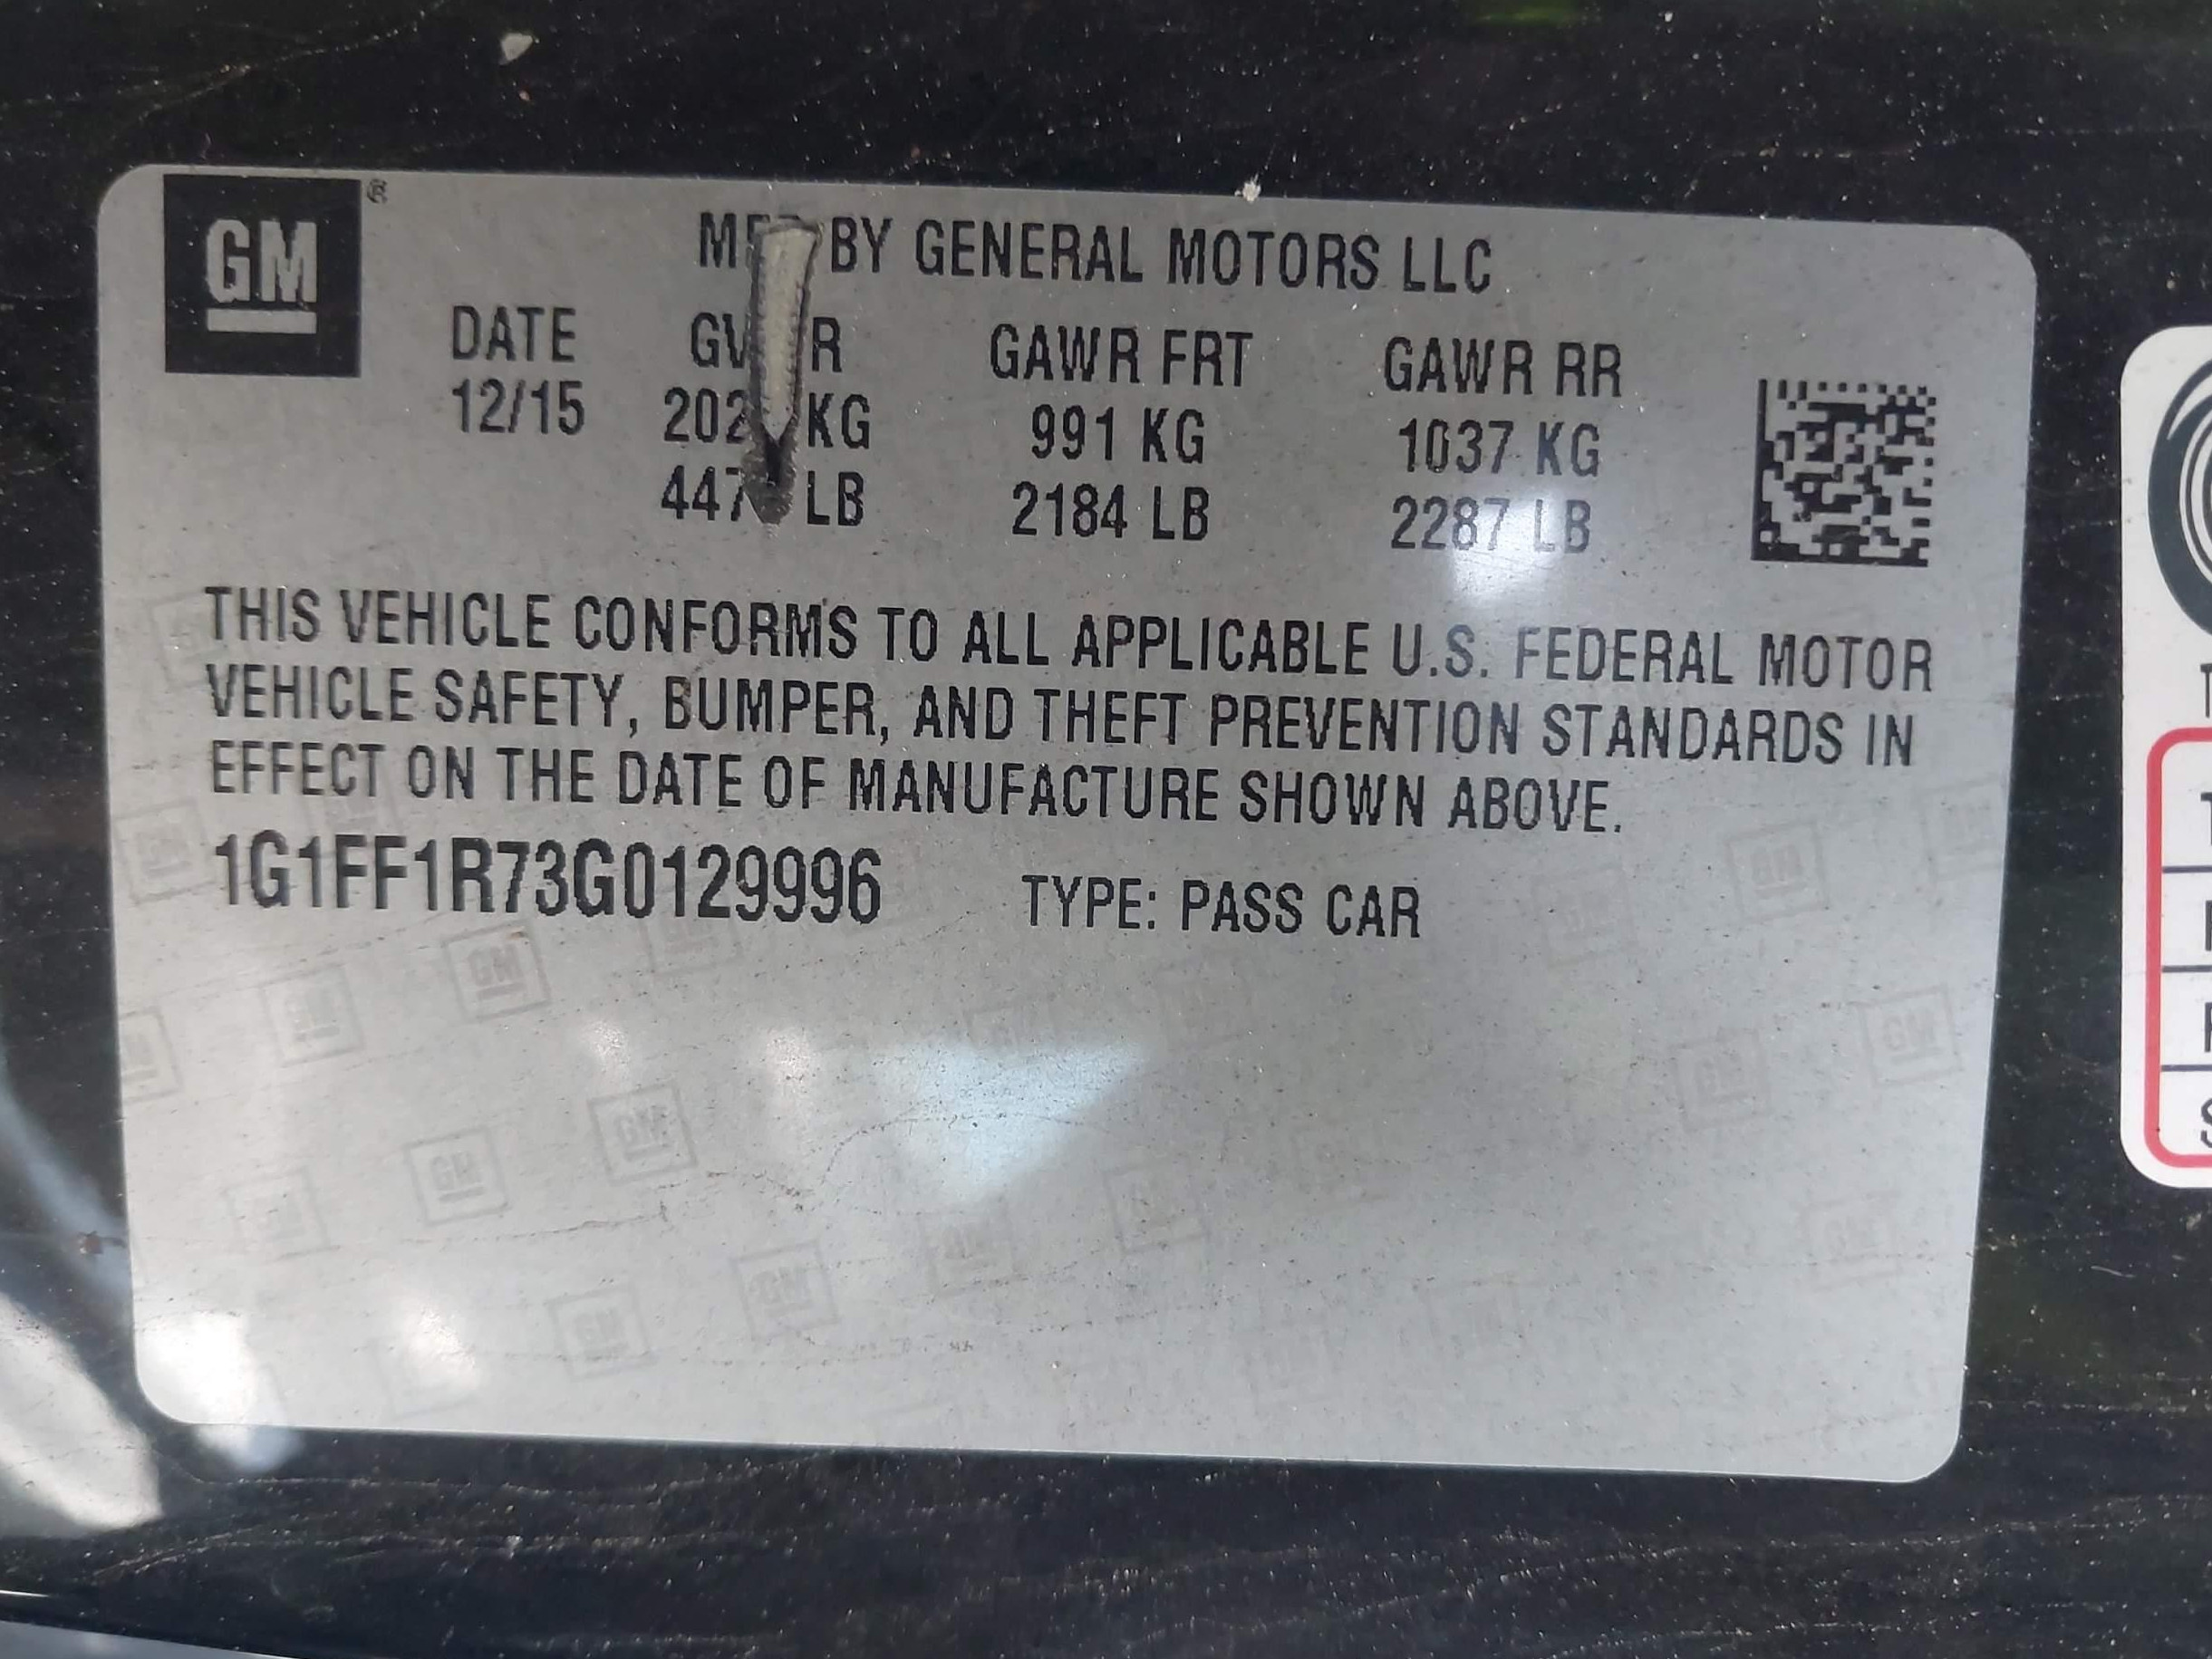 GM ®
BY GENERAL MOTORS LLC
DATE GAWR FRT GAWR RR
12/15 KG 991 KG 1037 KG
LB 2184 LB 2287 LB
THIS VEHICLE CONFORMS TO ALL APPLICABLE U.S. FEDERAL MOTOR
VEHICLE SAFETY, BUMPER, AND THEFT PREVENTION STANDARDS IN
EFFECT ON THE DATE OF MANUFACTURE SHOWN ABOVE.
1G1FF1R73G0129996 TYPE: PASS CAR